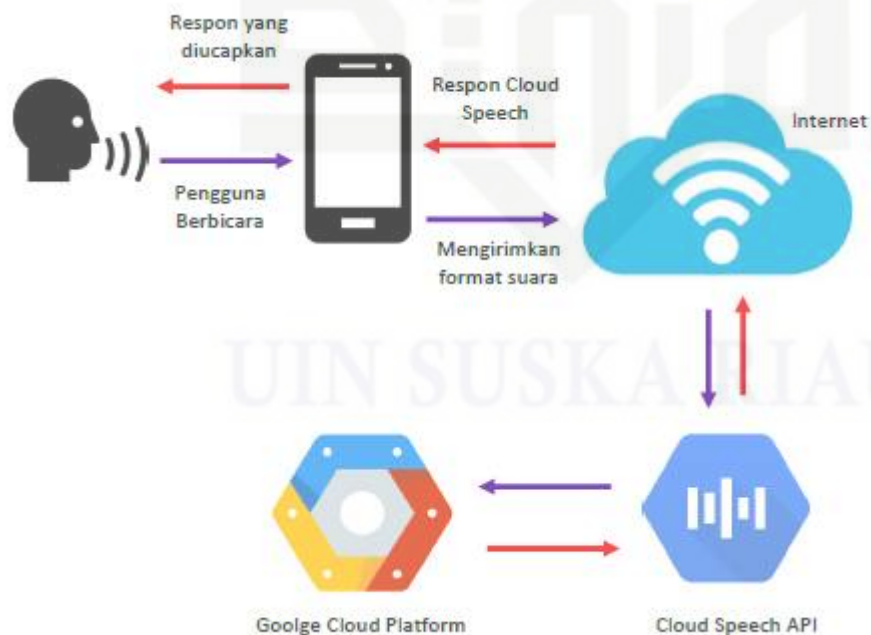 Respon yang
diucapkan
Respon Cloud
Speech
Internet
Pengguna
Berbicara
Mengirimkan
format suara
UIN SUSKA RIAU
Goolge Cloud Platform
Cloud Speech API